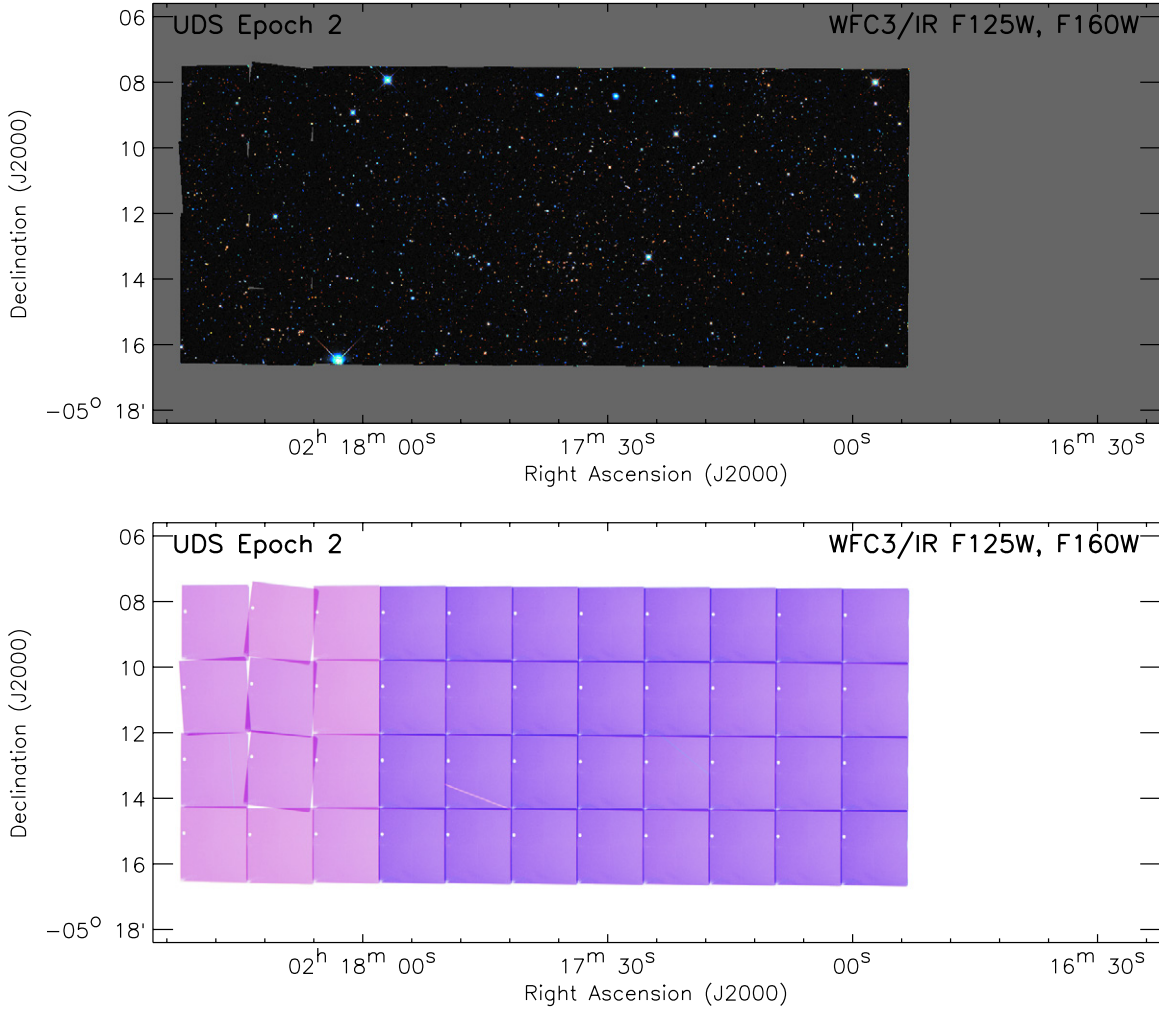 UDS Epoch 2
WFC3/IR F125W, F160W
06
08
10
12
14
16
−05° 18'
Declination (J2000)
02ʰ 18ᵐ 00ˢ
17ᵐ 30ˢ
00ˢ
16ᵐ 30ˢ
Right Ascension (J2000)
UDS Epoch 2
WFC3/IR F125W, F160W
06
08
10
12
14
16
−05° 18'
Declination (J2000)
02ʰ 18ᵐ 00ˢ
17ᵐ 30ˢ
00ˢ
16ᵐ 30ˢ
Right Ascension (J2000)